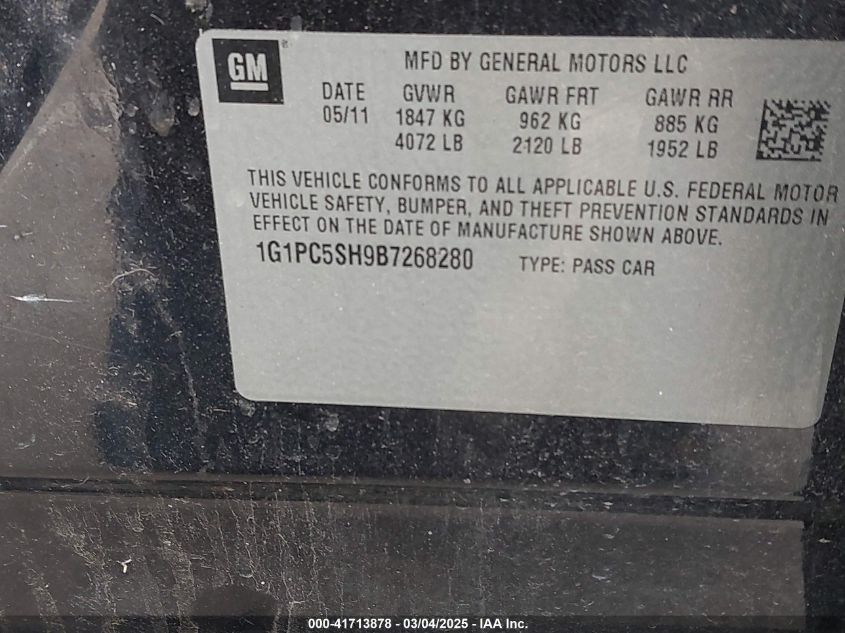 GM
MFD BY GENERAL MOTORS LLC
DATE GVWR GAWR FRT GAWR RR
05/11 1847 KG 962 KG 885 KG
4072 LB 2120 LB 1952 LB
THIS VEHICLE CONFORMS TO ALL APPLICABLE U.S. FEDERAL MOTOR
VEHICLE SAFETY, BUMPER, AND THEFT PREVENTION STANDARDS IN
EFFECT ON THE DATE OF MANUFACTURE SHOWN ABOVE.
1G1PC5SH9B7268280 TYPE: PASS CAR
000-41713878 - 03/04/2025 - IAA Inc.